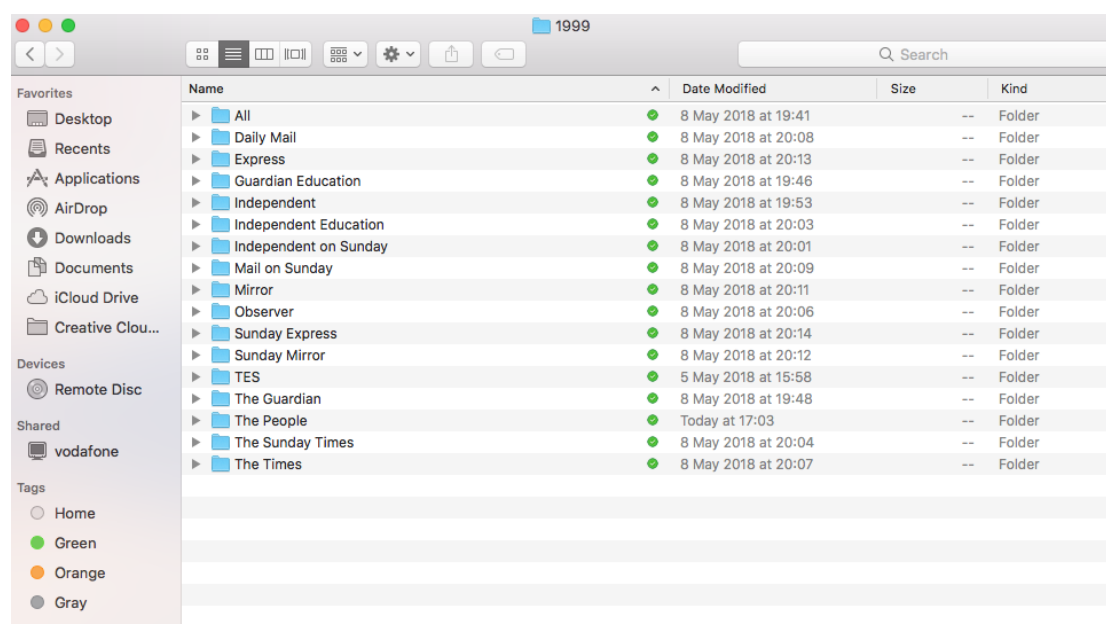 1999
Search
Favorites
Desktop
Recents
Applications
AirDrop
Downloads
Documents
iCloud Drive
Creative Clou...
Devices
Remote Disc
Shared
vodafone
Tags
Home
Green
Orange
Gray
Name Date Modified Size Kind
All 8 May 2018 at 19:41 -- Folder
Daily Mail 8 May 2018 at 20:08 -- Folder
Express 8 May 2018 at 20:13 -- Folder
Guardian Education 8 May 2018 at 19:46 -- Folder
Independent 8 May 2018 at 19:53 -- Folder
Independent Education 8 May 2018 at 20:03 -- Folder
Independent on Sunday 8 May 2018 at 20:01 -- Folder
Mail on Sunday 8 May 2018 at 20:09 -- Folder
Mirror 8 May 2018 at 20:11 -- Folder
Observer 8 May 2018 at 20:06 -- Folder
Sunday Express 8 May 2018 at 20:14 -- Folder
Sunday Mirror 8 May 2018 at 20:12 -- Folder
TES 5 May 2018 at 15:58 -- Folder
The Guardian 8 May 2018 at 19:48 -- Folder
The People Today at 17:03 -- Folder
The Sunday Times 8 May 2018 at 20:04 -- Folder
The Times 8 May 2018 at 20:07 -- Folder